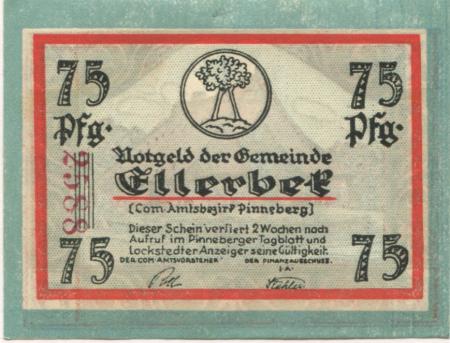 75 75
Pfg. Pfg.
Notgeld der Gemeinde
Ellerbek
(Com. Amtsbezirk Pinneberg)
Dieser Schein verliert 2 Wochen nach
Aufruf im Pinneberger Tagblatt und
Lockstedter Anzeiger seine Gültigkeit.
DER COM-AMTSVORSTEHER DER FINANZAUSSCHUSS.
I.A.
75 75